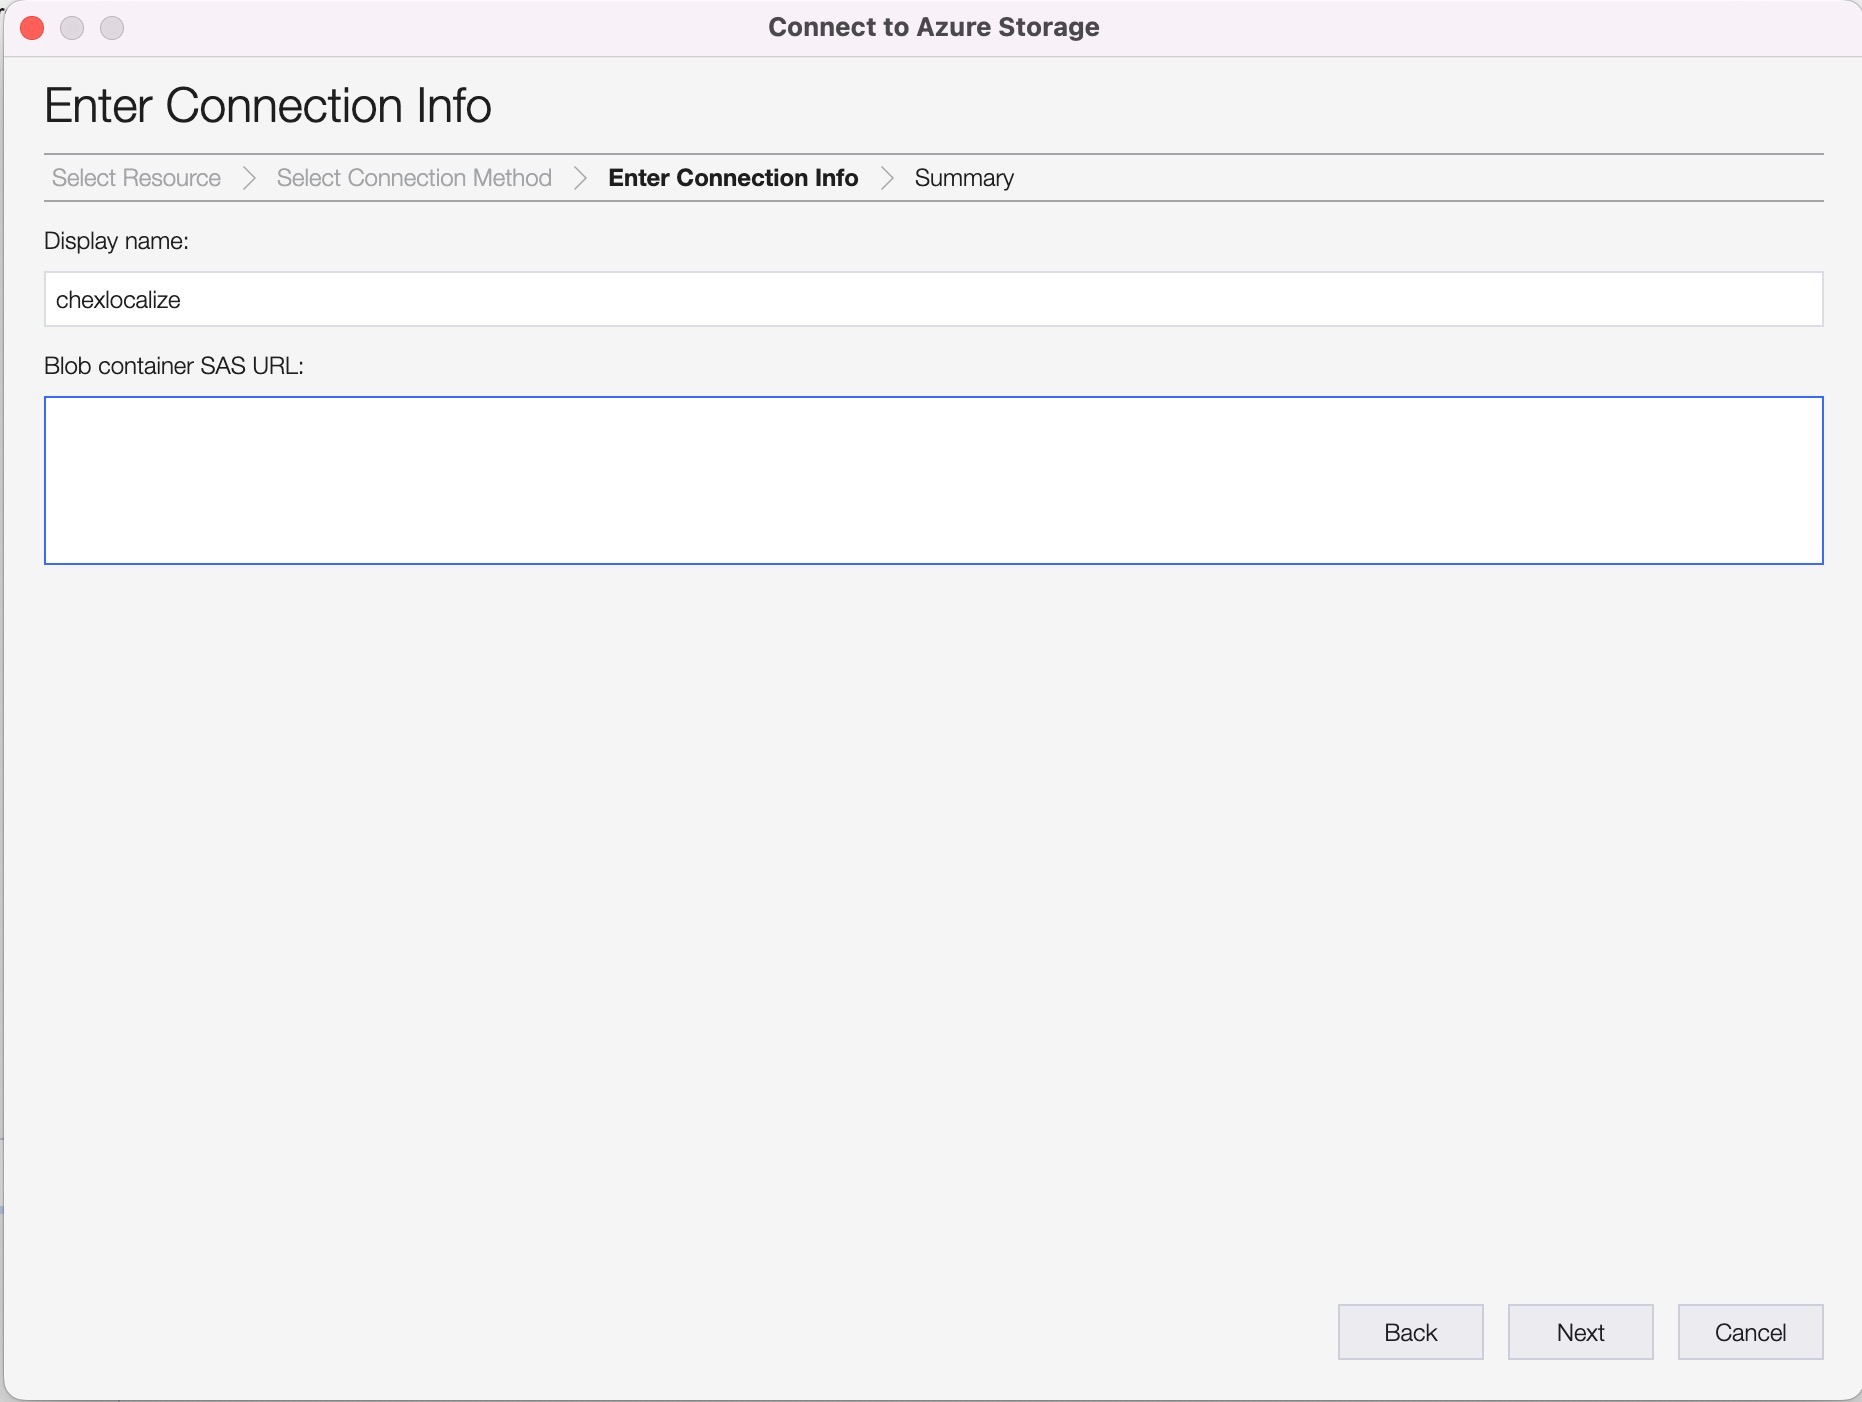 Connect to Azure Storage
Enter Connection Info
Select Resource Select Connection Method Enter Connection Info Summary
Display name:
chexlocalize
Blob container SAS URL:
Back Next Cancel